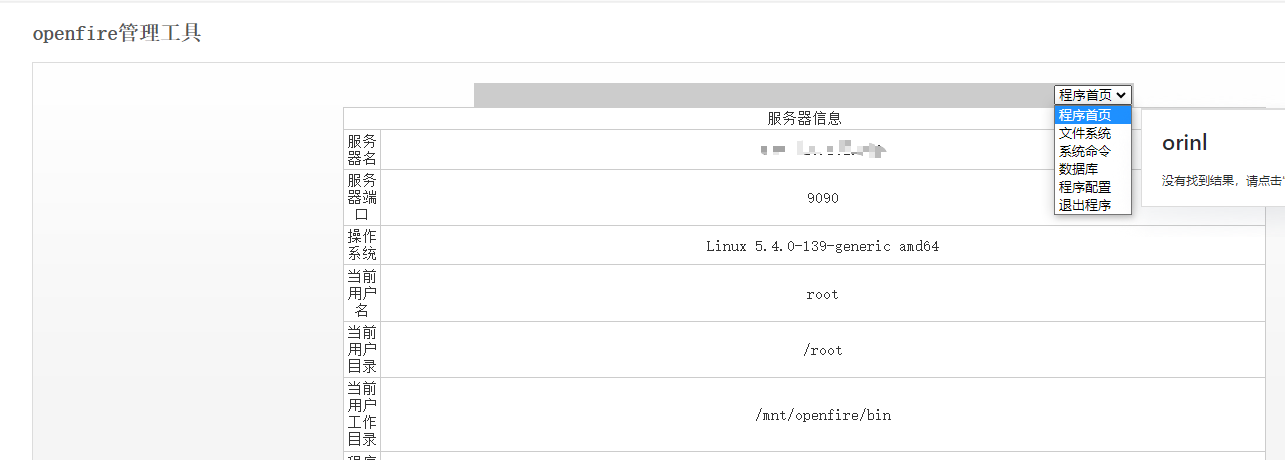 openfire管理工具
程序首页
程序首页
文件系统
系统命令
数据库
程序配置
退出程序
服务器信息
服务
器名
服务
器端
口
9090
操作
系统
Linux 5.4.0-139-generic amd64
当前
用户
名
root
当前
用户
目录
/root
当前
用户
工作
目录
/mnt/openfire/bin
程序
orinl
没有找到结果，请点击"